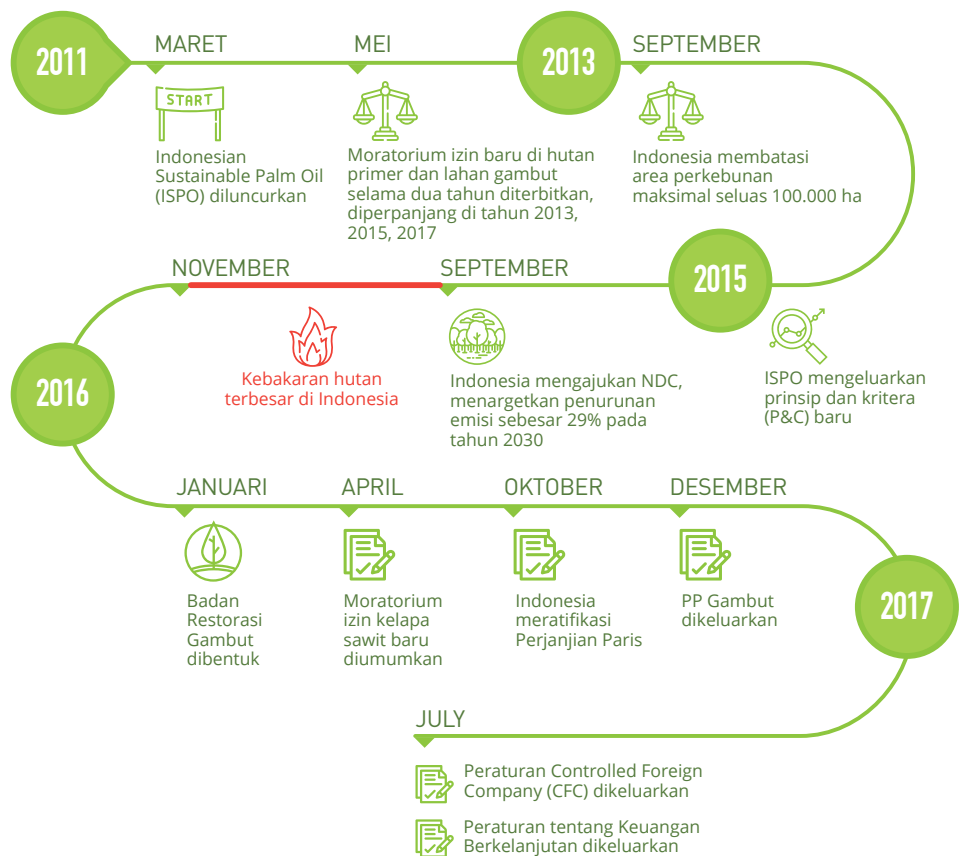 2011
MARET
START
Indonesian
Sustainable Palm Oil
(ISPO) diluncurkan
MEI
Moratorium izin baru di hutan
primer dan lahan gambut
selama dua tahun diterbitkan,
diperpanjang di tahun 2013,
2015, 2017
2013
SEPTEMBER
Indonesia membatasi
area perkebunan
maksimal seluas 100.000 ha
2015
ISPO mengeluarkan
prinsip dan kritera
(P&C) baru
SEPTEMBER
Indonesia mengajukan NDC,
menargetkan penurunan
emisi sebesar 29% pada
tahun 2030
NOVEMBER
Kebakaran hutan
terbesar di Indonesia
2016
JANUARI
Badan
Restorasi
Gambut
dibentuk
APRIL
Moratorium
izin kelapa
sawit baru
diumumkan
OKTOBER
Indonesia
meratifikasi
Perjanjian Paris
DESEMBER
PP Gambut
dikeluarkan
2017
JULY
Peraturan Controlled Foreign
Company (CFC) dikeluarkan
Peraturan tentang Keuangan
Berkelanjutan dikeluarkan